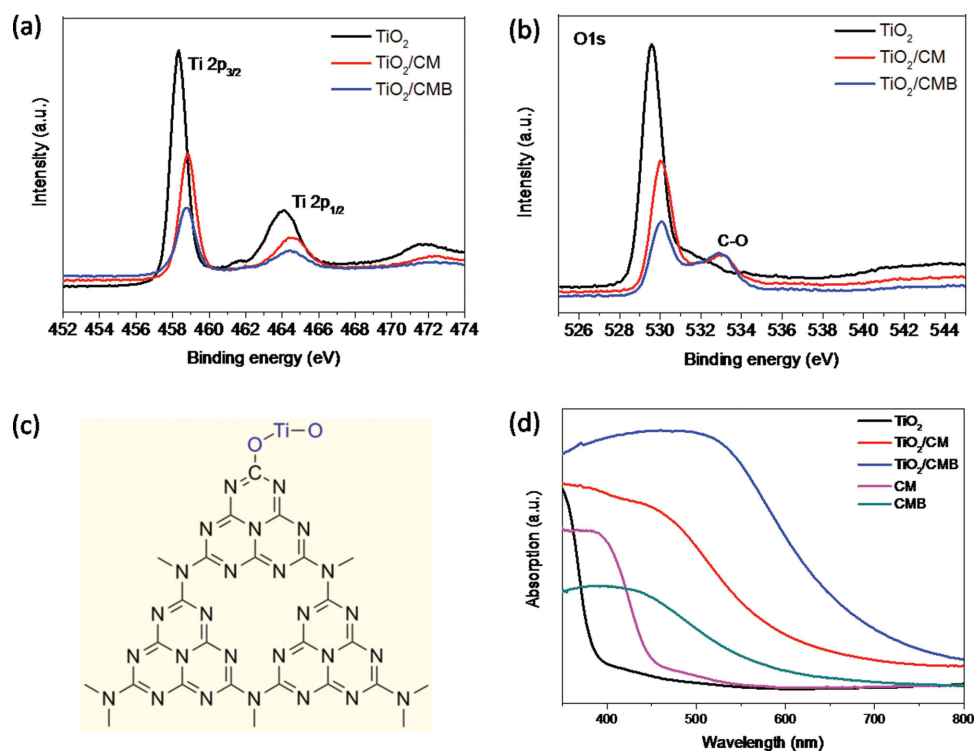 (a)
TiO2
TiO2/CM
TiO2/CMB
Ti 2p3/2
Ti 2p1/2
Intensity (a.u.)
452 454 456 458 460 462 464 466 468 470 472 474
Binding energy (eV)
(b)
O1s
TiO2
TiO2/CM
TiO2/CMB
C-O
Intensity (a.u.)
526 528 530 532 534 536 538 540 542 544
Binding energy (eV)
(c)
O Ti O
C
N N
N N N
N N N
N N
N N N N
N N N N N N
N N N N N N N
(d)
TiO2
TiO2/CM
TiO2/CMB
CM
CMB
Absorption (a.u.)
400 500 600 700 800
Wavelength (nm)